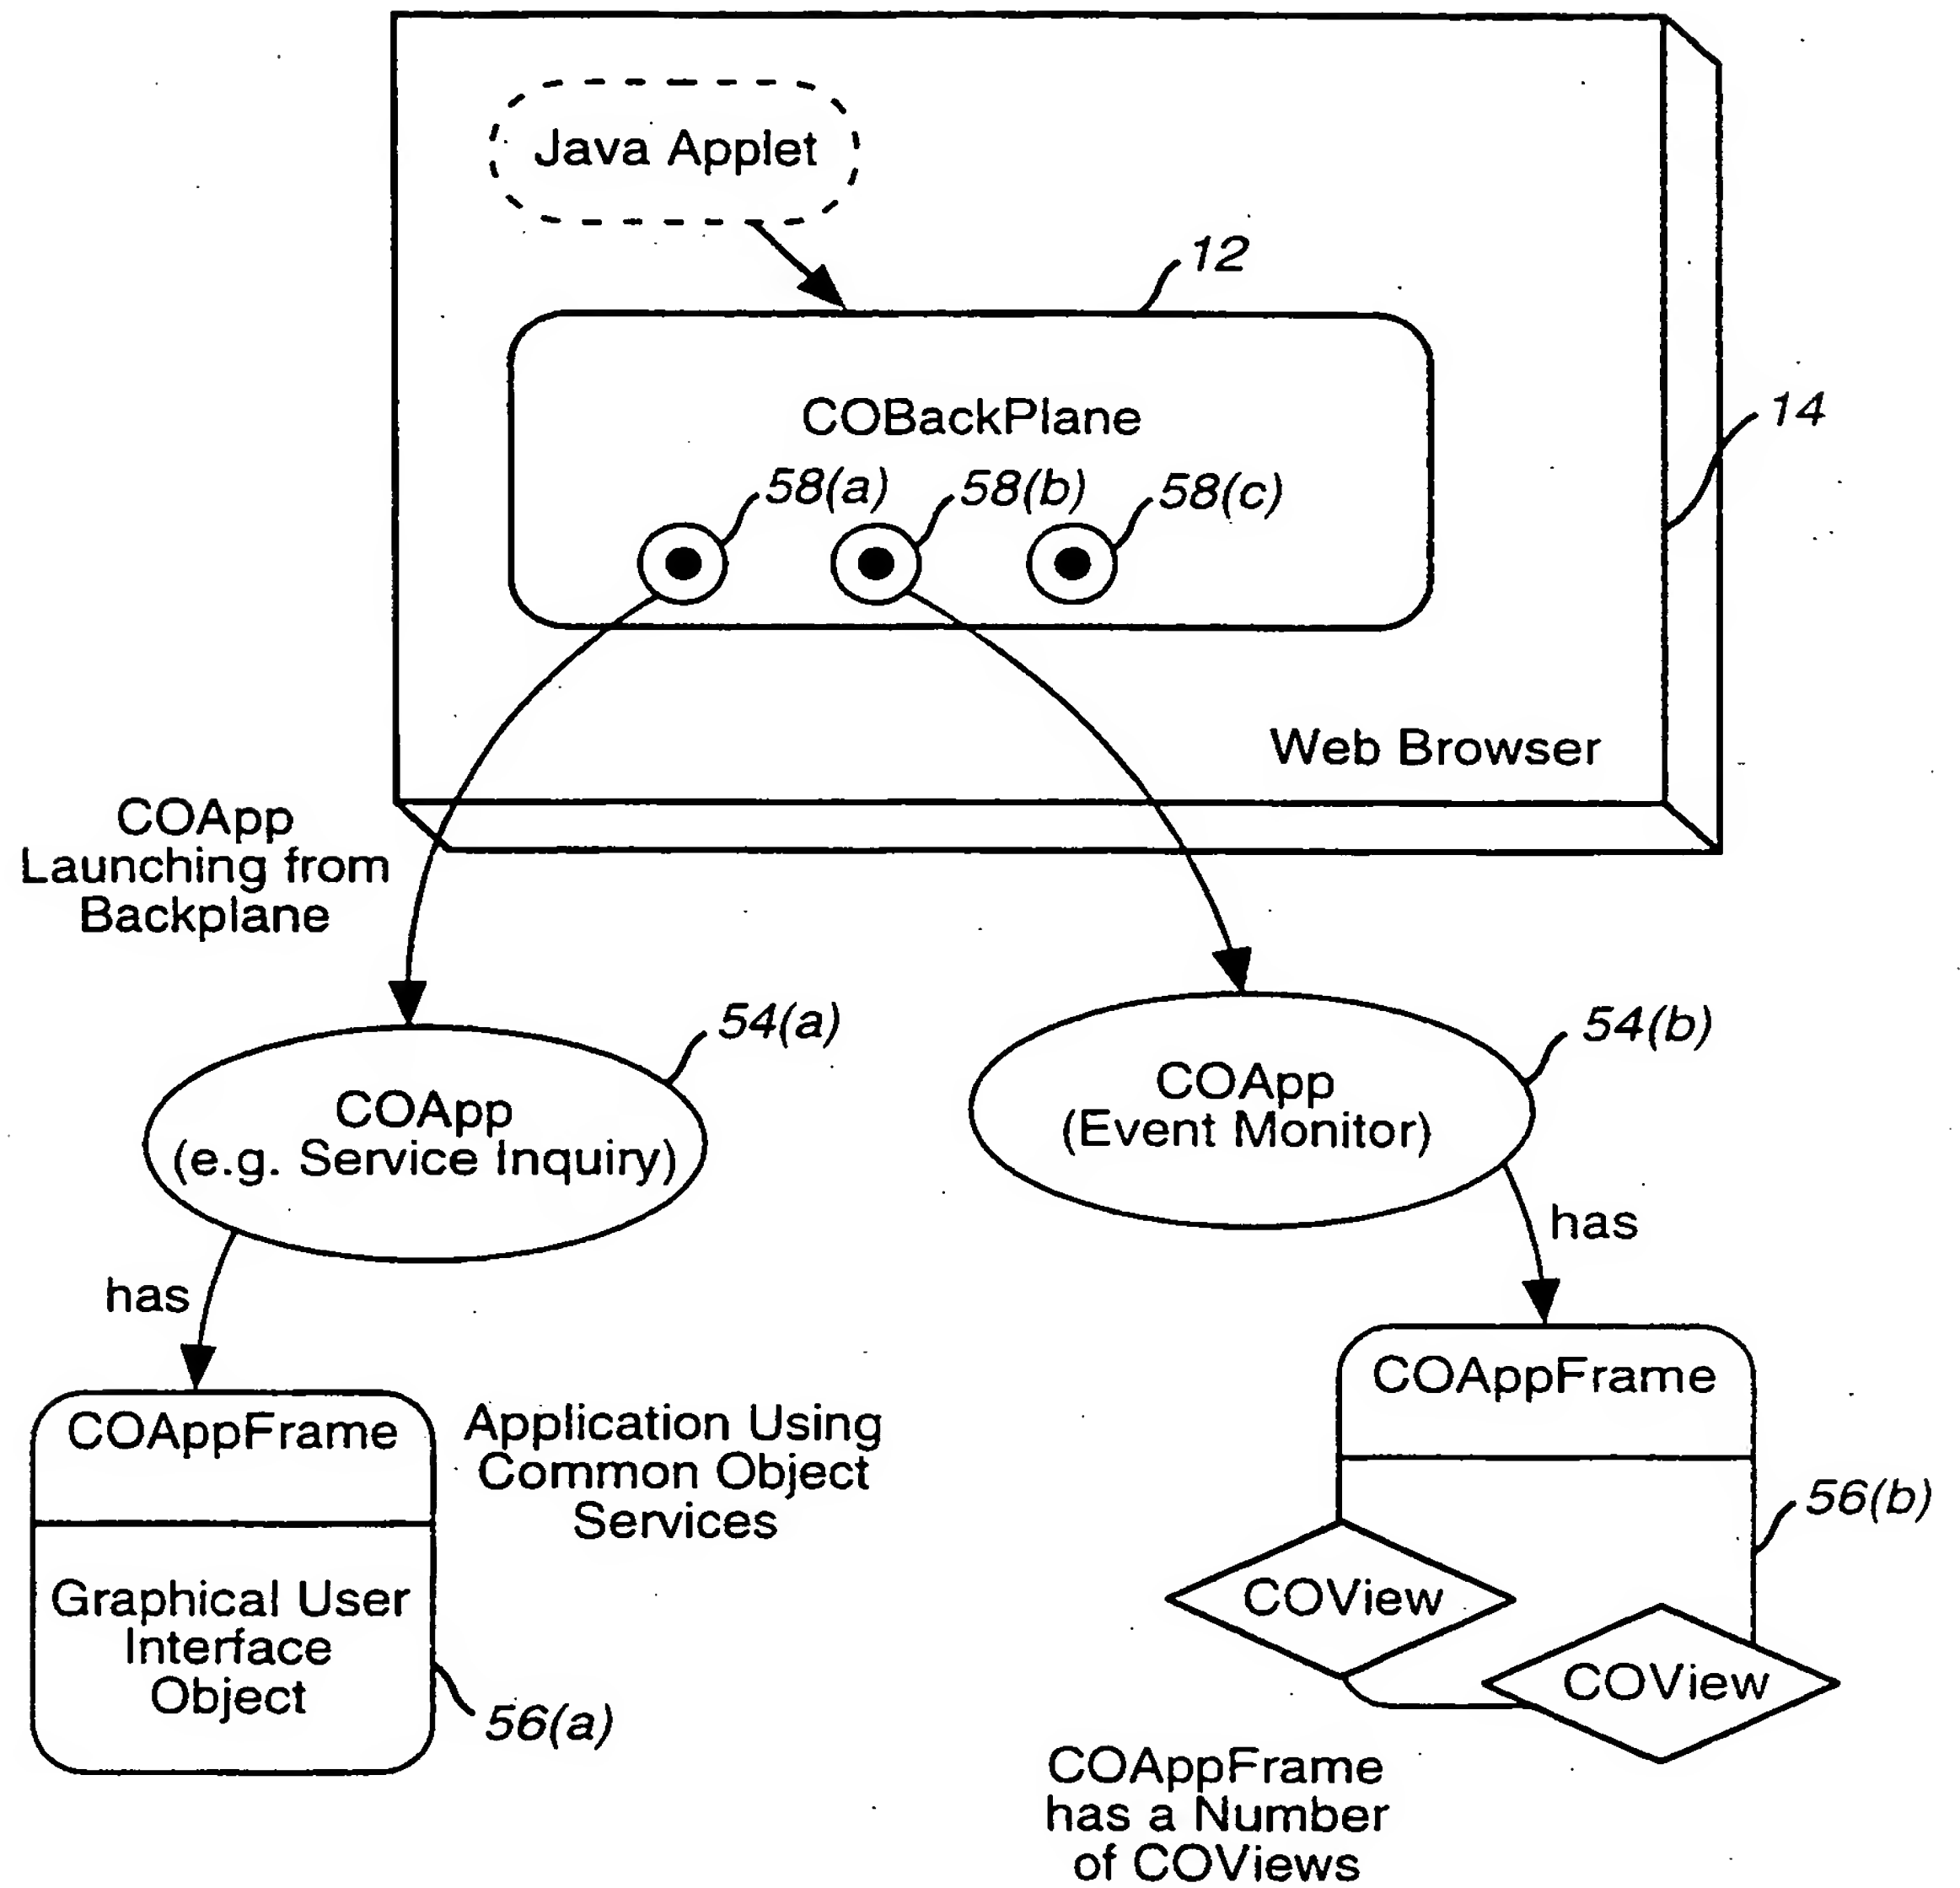 Java Applet
12
COBackPlane
14
58(a)
58(b)
58(c)
Web Browser
COApp
Launching from
Backplane
54(a)
54(b)
COApp
(e.g. Service Inquiry)
COApp
(Event Monitor)
has
has
COAppFrame
COAppFrame
Application Using
Common Object
Services
56(b)
Graphical User
Interface
Object
COView
COView
56(a)
COAppFrame
has a Number
of COViews